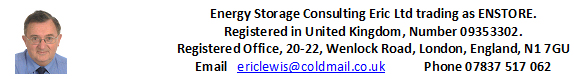 Energy Storage Consulting Eric Ltd trading as ENSTORE.
Registered in United Kingdom, Number 09353302.
Registered Office, 20-22, Wenlock Road, London, England, N1 7GU
Email ericlewis@coldmail.co.uk Phone 07837 517 062